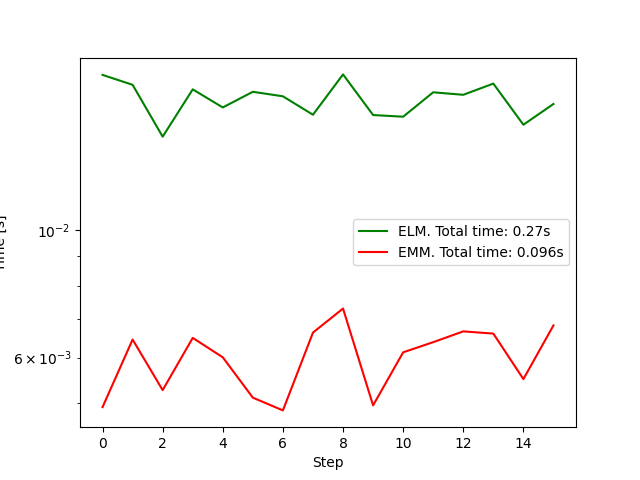 ELM. Total time: 0.27s
EMM. Total time: 0.096s
10⁻²
6 × 10⁻³
0 2 4 6 8 10 12 14
Step
[s]